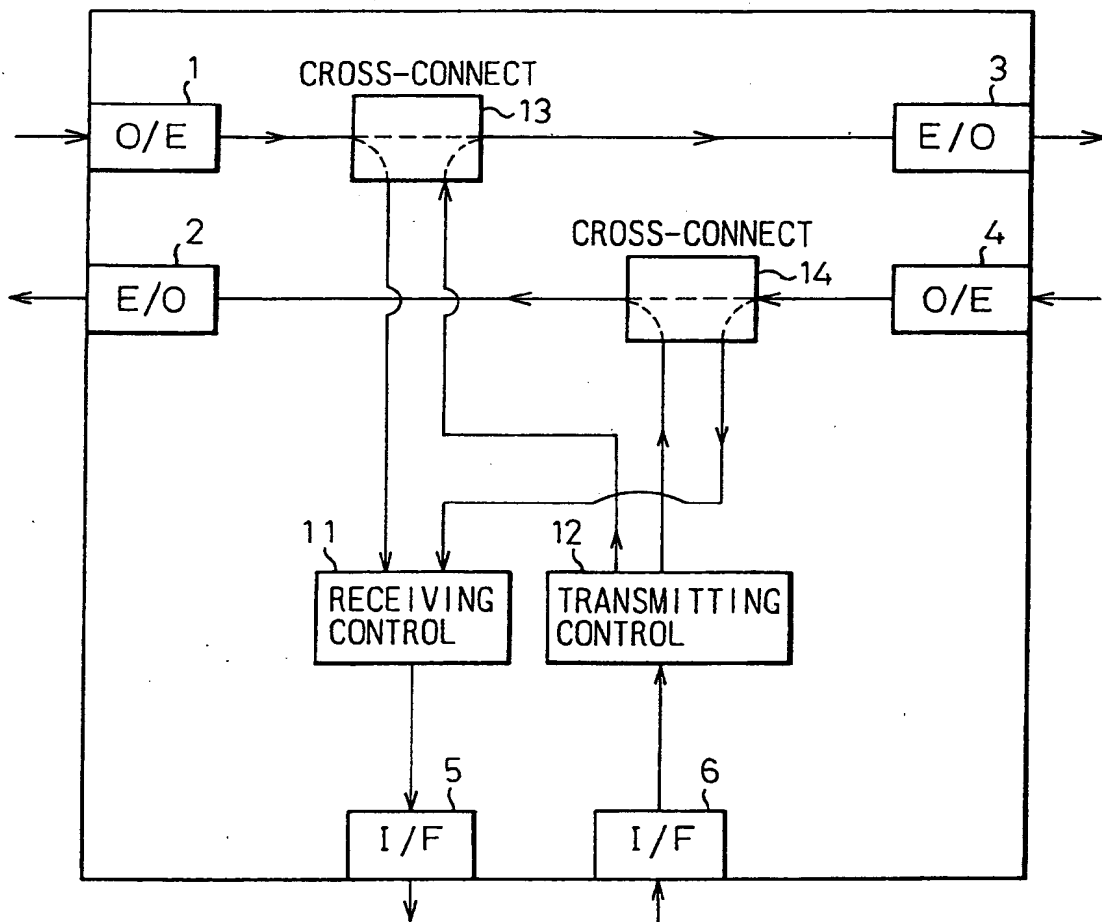 1
CROSS-CONNECT
13
3
O/E
E/O
2
CROSS-CONNECT
14
4
E/O
O/E
11
RECEIVING
CONTROL
12
TRANSMITTING
CONTROL
5
I/F
6
I/F